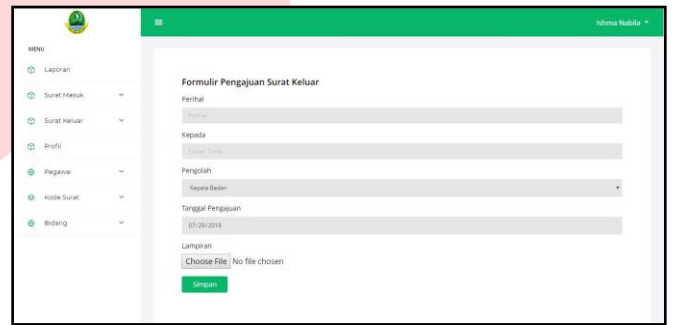 Ishma Nabila
MENU
Laporan
Surat Masuk
Surat Keluar
Profil
Pegawai
Kode Surat
Bidang
Formulir Pengajuan Surat Keluar
Perihal
Perihal
Kepada
Tujuan Surat
Pengolah
Kepala Badan
Tanggal Pengajuan
07/28/2019
Lampiran
Choose File No file chosen
Simpan